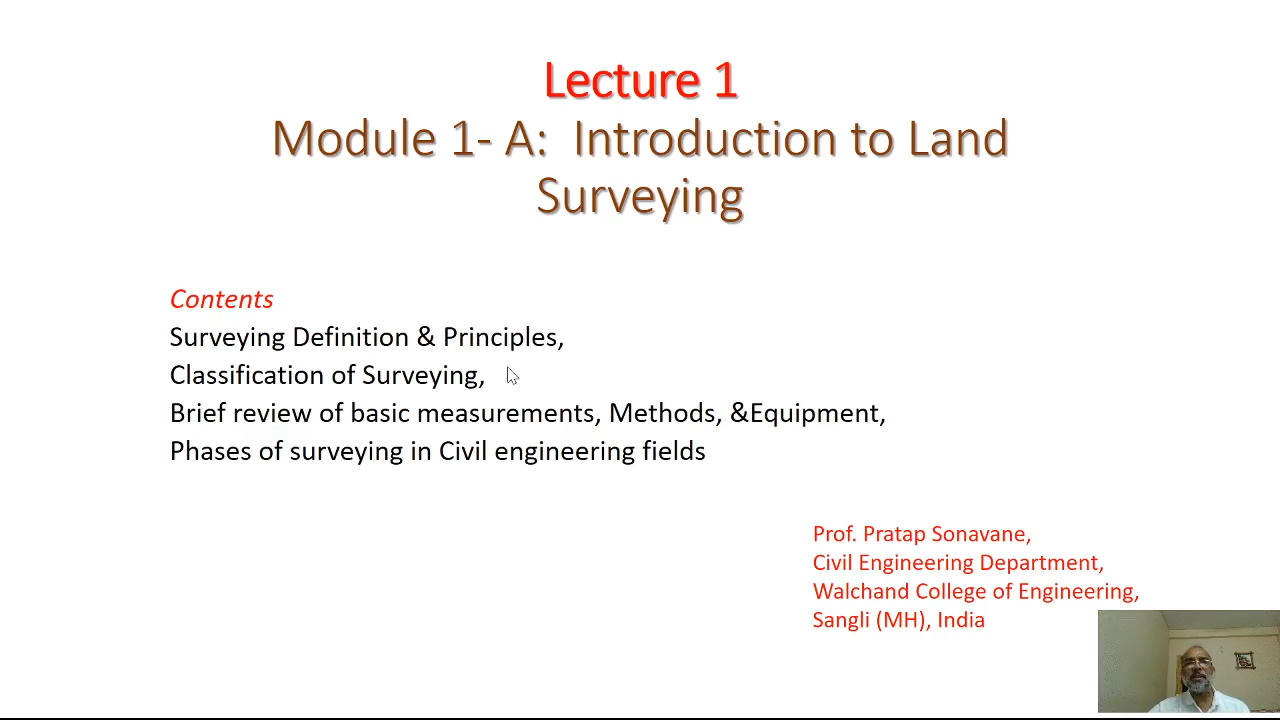 Lecture 1
Module 1- A: Introduction to Land
Surveying
Contents
Surveying Definition & Principles,
Classification of Surveying,
Brief review of basic measurements, Methods, &Equipment,
Phases of surveying in Civil engineering fields
Prof. Pratap Sonavane,
Civil Engineering Department,
Walchand College of Engineering,
Sangli (MH), India